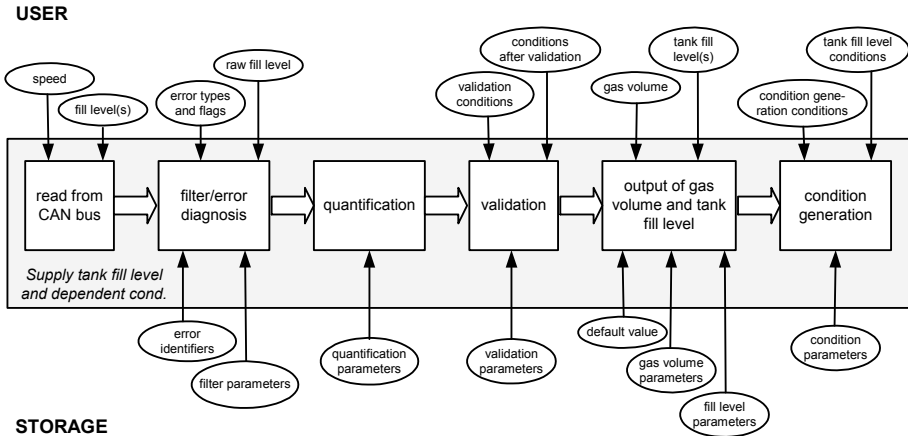 USER
speed
fill level(s)
error types
and flags
raw fill level
validation
conditions
conditions
after validation
gas volume
tank fill
level(s)
condition gene-
ration conditions
tank fill level
conditions
read from
CAN bus
filter/error
diagnosis
quantification
validation
output of gas
volume and tank
fill level
condition
generation
Supply tank fill level
and dependent cond.
error
identifiers
filter parameters
quantification
parameters
validation
parameters
default value
gas volume
parameters
fill level
parameters
condition
parameters
STORAGE